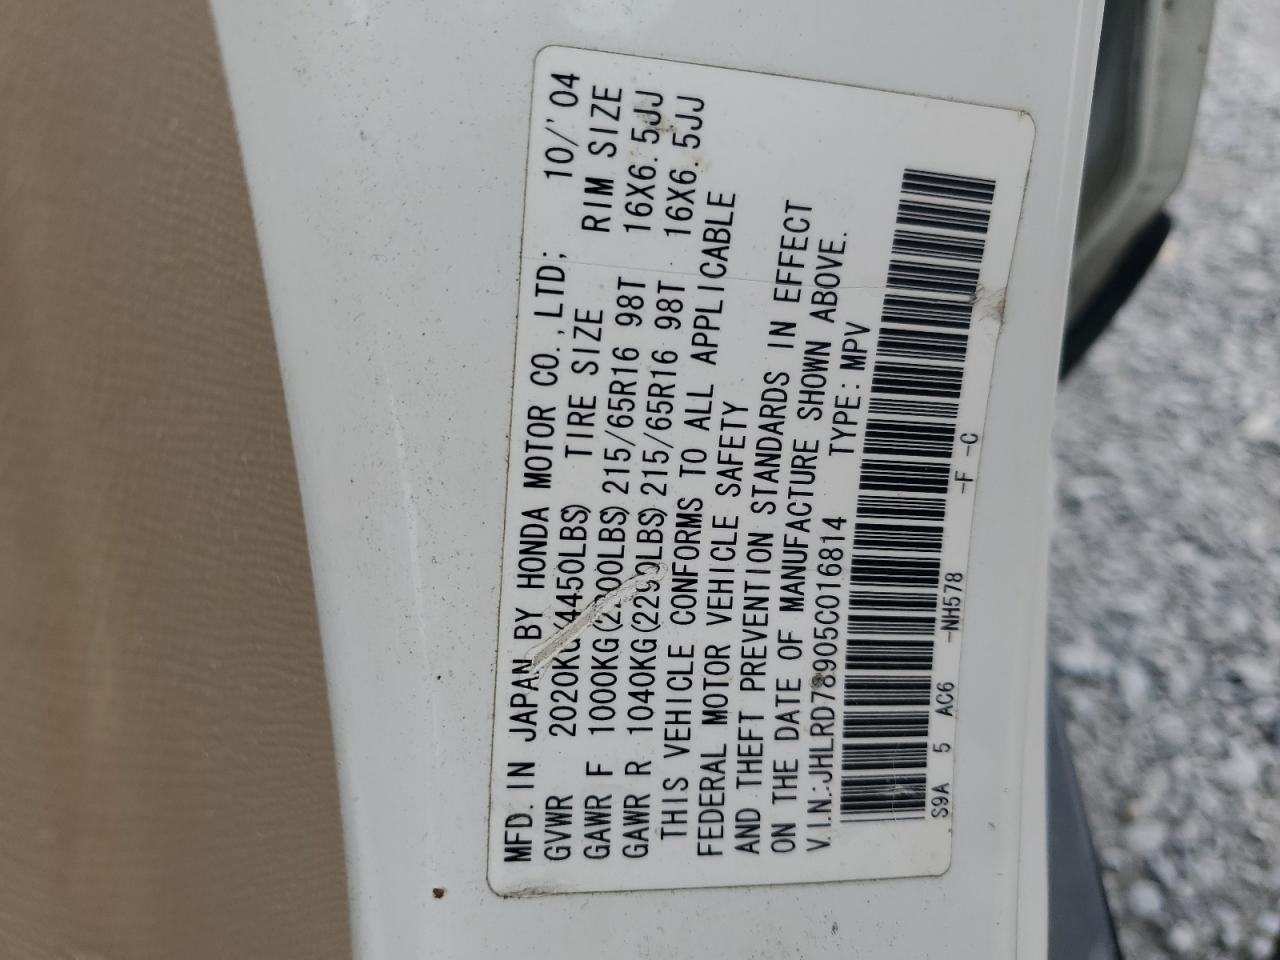 MFD. IN JAPAN BY HONDA MOTOR CO., LTD; 10/'04
GVWR 2020KG(4450LBS) TIRE SIZE RIM SIZE
GAWR F 1000KG(2200LBS)215/65R16 98T 16X6. 5JJ
GAWR R 1040KG(2290LBS)215/65R16 98T 16X6. 5JJ
THIS VEHICLE CONFORMS TO ALL APPLICABLE
FEDERAL MOTOR VEHICLE SAFETY
AND THEFT PREVENTION STANDARDS IN EFFECT
ON THE DATE OF MANUFACTURE SHOWN ABOVE.
V.I.N.:JHLRD78905C016814 TYPE: MPV
S9A 5 AC6 -NH578 -F -C